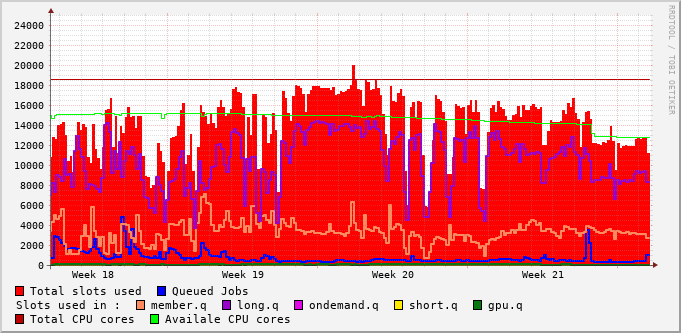 24000
22000
20000
18000
16000
14000
12000
10000
8000
6000
4000
2000
0
Week 18 Week 19 Week 20 Week 21
RRDTOOL / TOBI OETIKER
Total slots used Queued Jobs
Slots used in : member.q long.q ondemand.q short.q gpu.q
Total CPU cores Availale CPU cores